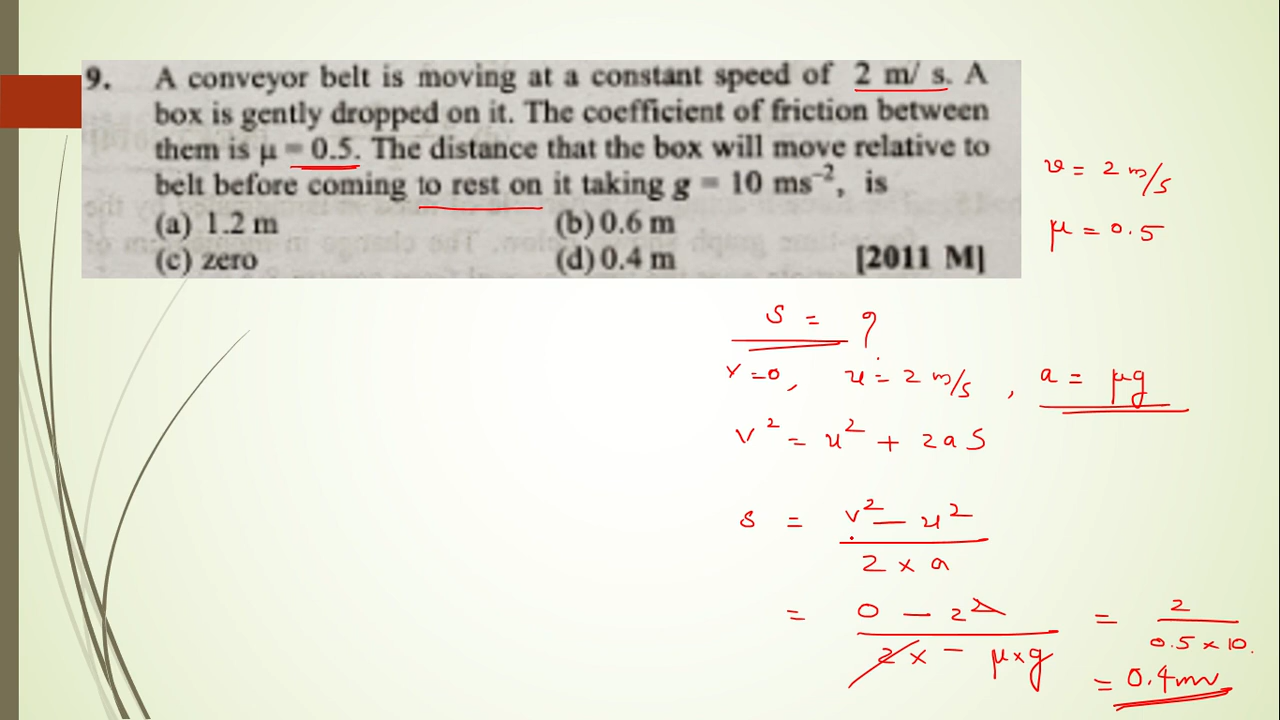 9. A conveyor belt is moving at a constant speed of 2 m/ s. A
box is gently dropped on it. The coefficient of friction between
them is μ = 0.5. The distance that the box will move relative to
belt before coming to rest on it taking g = 10 ms⁻², is
(a) 1.2 m (b) 0.6 m
(c) zero (d) 0.4 m [2011 M]
v = 2 m/s
μ = 0.5
s = ?
v = 0, u = 2 m/s, a = μg
v² = u² + 2as
s = v² - u² / 2 × a
= 0 - 2² / 2 × - μ × g = 2 / 0.5 × 10.
= 0.4 m